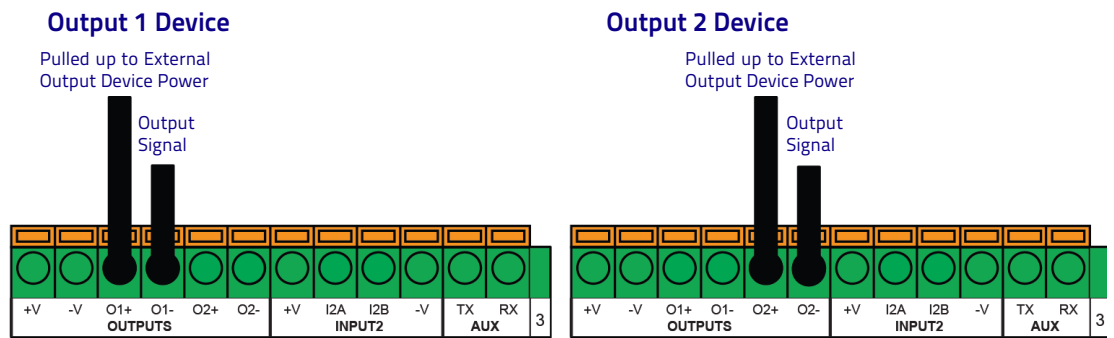 Output 1 Device
Pulled up to External
Output Device Power
Output
Signal
+V -V O1+ O1- O2+ O2- +V I2A I2B -V TX RX 3
OUTPUTS INPUT2 AUX
Output 2 Device
Pulled up to External
Output Device Power
Output
Signal
+V -V O1+ O1- O2+ O2- +V I2A I2B -V TX RX 3
OUTPUTS INPUT2 AUX